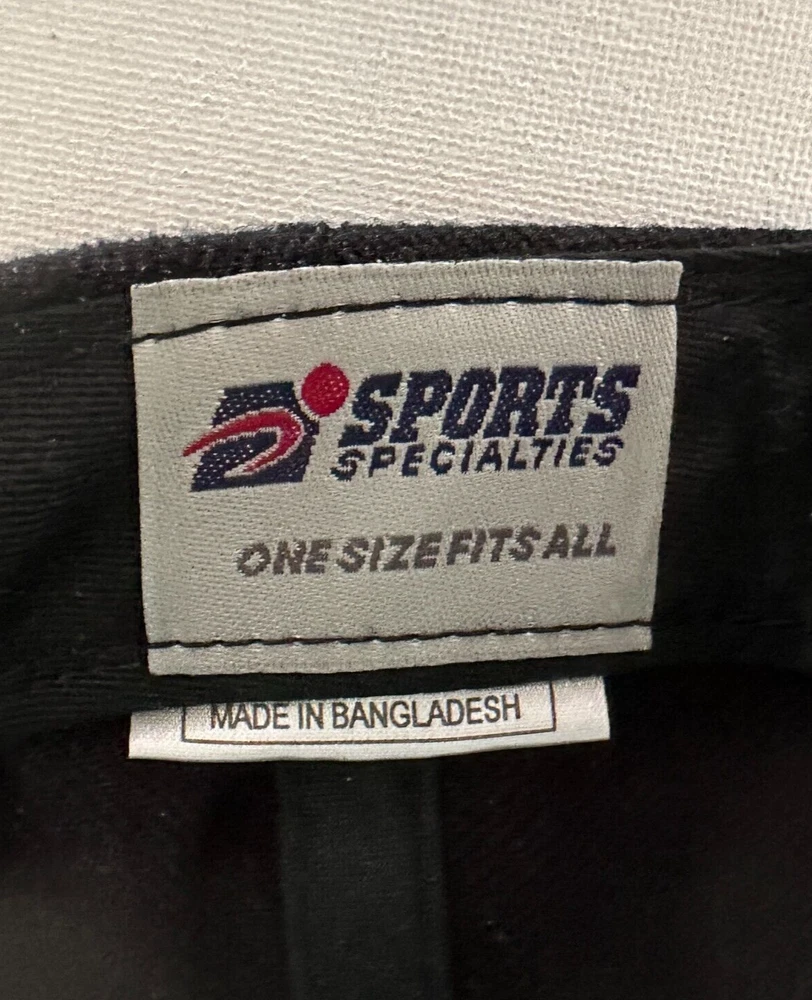 SPORTS
SPECIALTIES
ONE SIZE FITS ALL
MADE IN BANGLADESH